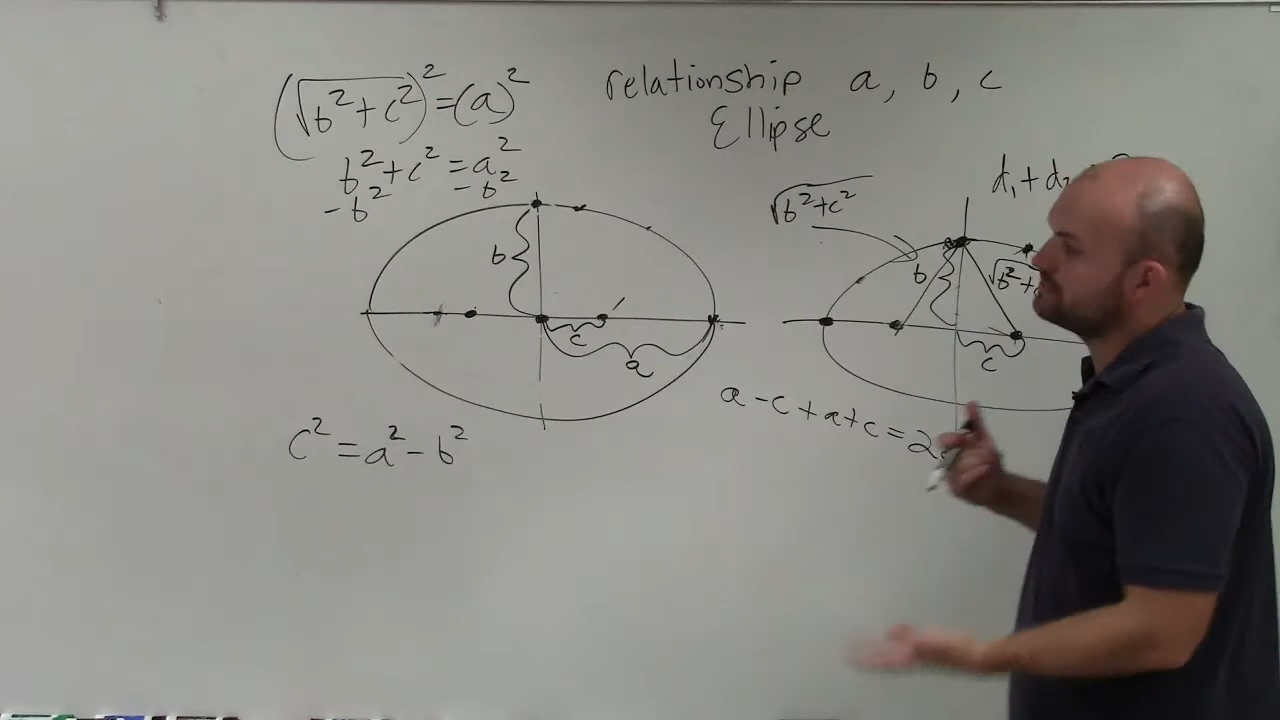 (√b²+c²)² = (a)²
b²+c² = a²
-b² -b²
relationship a, b, c
Ellipse
d₁+d₂
√b²+c²
b
c
a
b
√b²+
c
a-c+a+c=2
c²=a²-b²